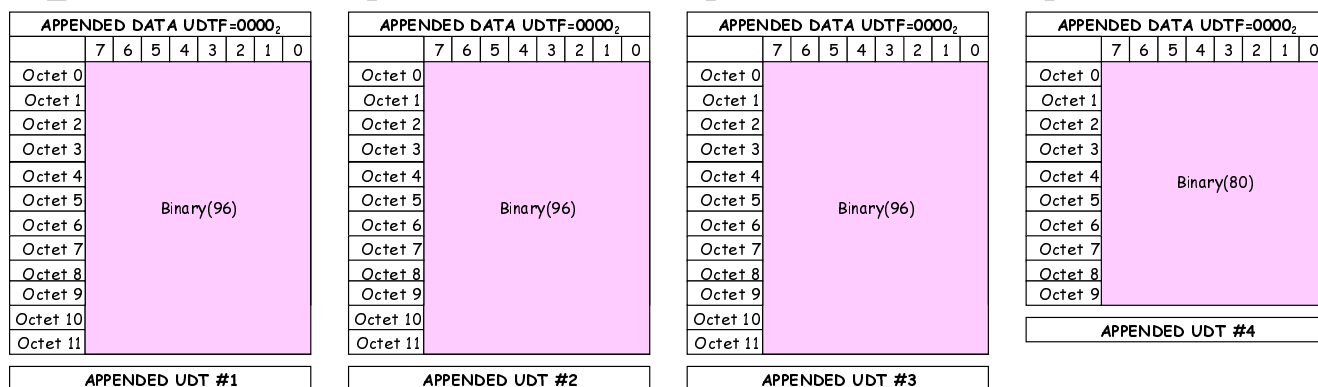 APPENDED DATA UDTF=0000₂
7 6 5 4 3 2 1 0
Octet 0
Octet 1
Octet 2
Octet 3
Octet 4
Octet 5
Octet 6
Octet 7
Octet 8
Octet 9
Octet 10
Octet 11
Binary(96)
APPENDED UDT #1
APPENDED DATA UDTF=0000₂
7 6 5 4 3 2 1 0
Octet 0
Octet 1
Octet 2
Octet 3
Octet 4
Octet 5
Octet 6
Octet 7
Octet 8
Octet 9
Octet 10
Octet 11
Binary(96)
APPENDED UDT #2
APPENDED DATA UDTF=0000₂
7 6 5 4 3 2 1 0
Octet 0
Octet 1
Octet 2
Octet 3
Octet 4
Octet 5
Octet 6
Octet 7
Octet 8
Octet 9
Octet 10
Octet 11
Binary(96)
APPENDED UDT #3
APPENDED DATA UDTF=0000₂
7 6 5 4 3 2 1 0
Octet 0
Octet 1
Octet 2
Octet 3
Octet 4
Octet 5
Octet 6
Octet 7
Octet 8
Octet 9
Binary(80)
APPENDED UDT #4